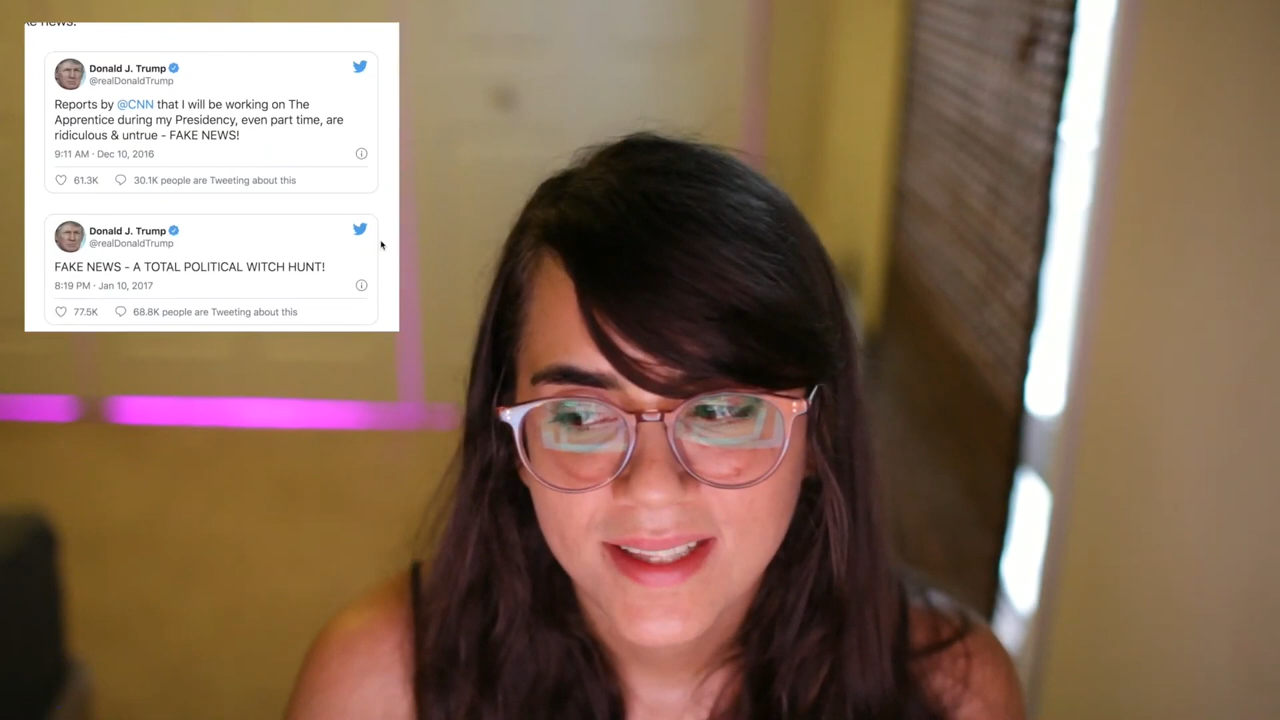 ke news.
Donald J. Trump
@realDonaldTrump
Reports by @CNN that I will be working on The
Apprentice during my Presidency, even part time, are
ridiculous & untrue - FAKE NEWS!
9:11 AM · Dec 10, 2016
61.3K 30.1K people are Tweeting about this
Donald J. Trump
@realDonaldTrump
FAKE NEWS - A TOTAL POLITICAL WITCH HUNT!
8:19 PM · Jan 10, 2017
77.5K 68.8K people are Tweeting about this